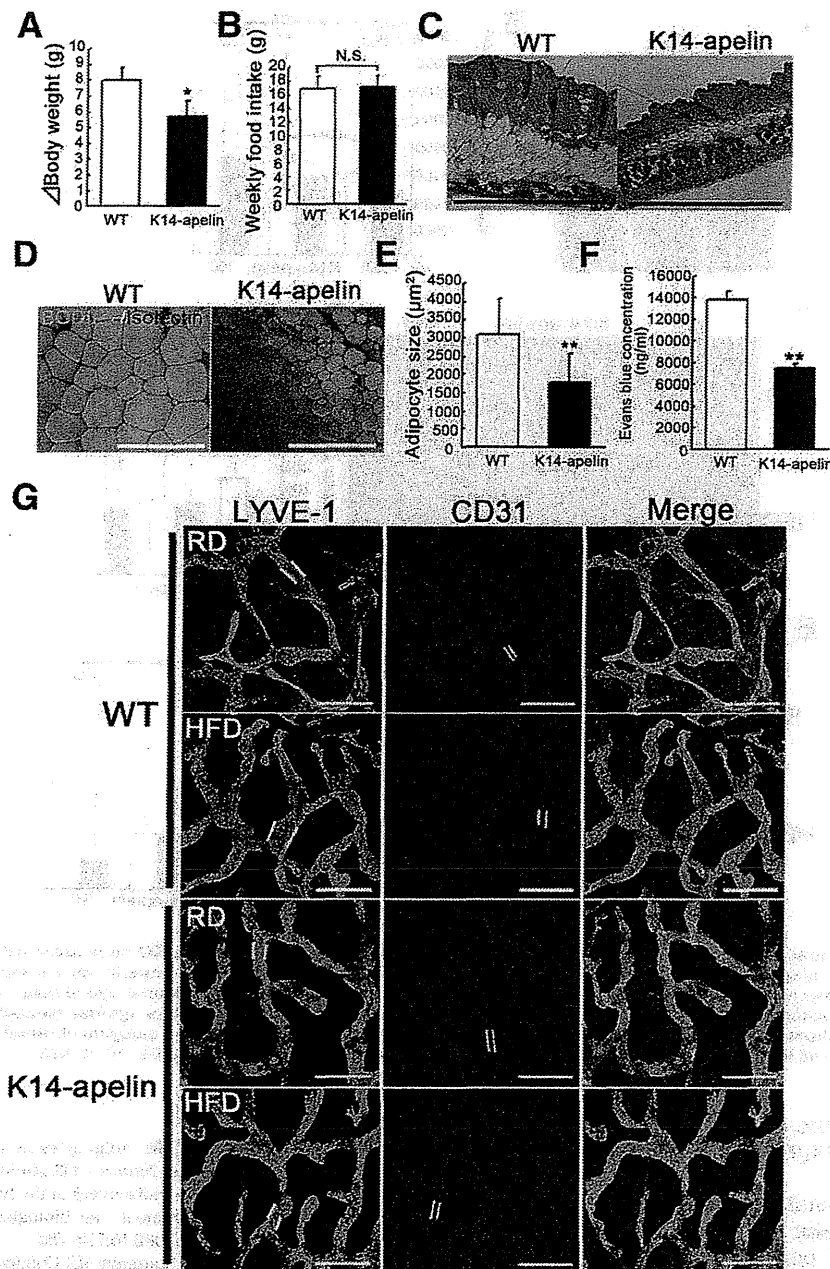 A
ΔBody weight (g)
10
9
8
7
6
5
4
3
2
1
0
*
WT
K14-apelin
B
Weekly food intake (g)
20
18
16
14
12
10
8
6
4
2
0
N.S.
WT
K14-apelin
C
WT
K14-apelin
D
WT
K14-apelin
/Isolectin
E
Adipocyte size (μm²)
4500
4000
3500
3000
2500
2000
1500
1000
500
0
**
WT
K14-apelin
F
Evans blue concentration
(ng/ml)
16000
14000
12000
10000
8000
6000
4000
2000
0
**
WT
K14-apelin
G
LYVE-1
CD31
Merge
WT
RD
HFD
K14-apelin
RD
HFD